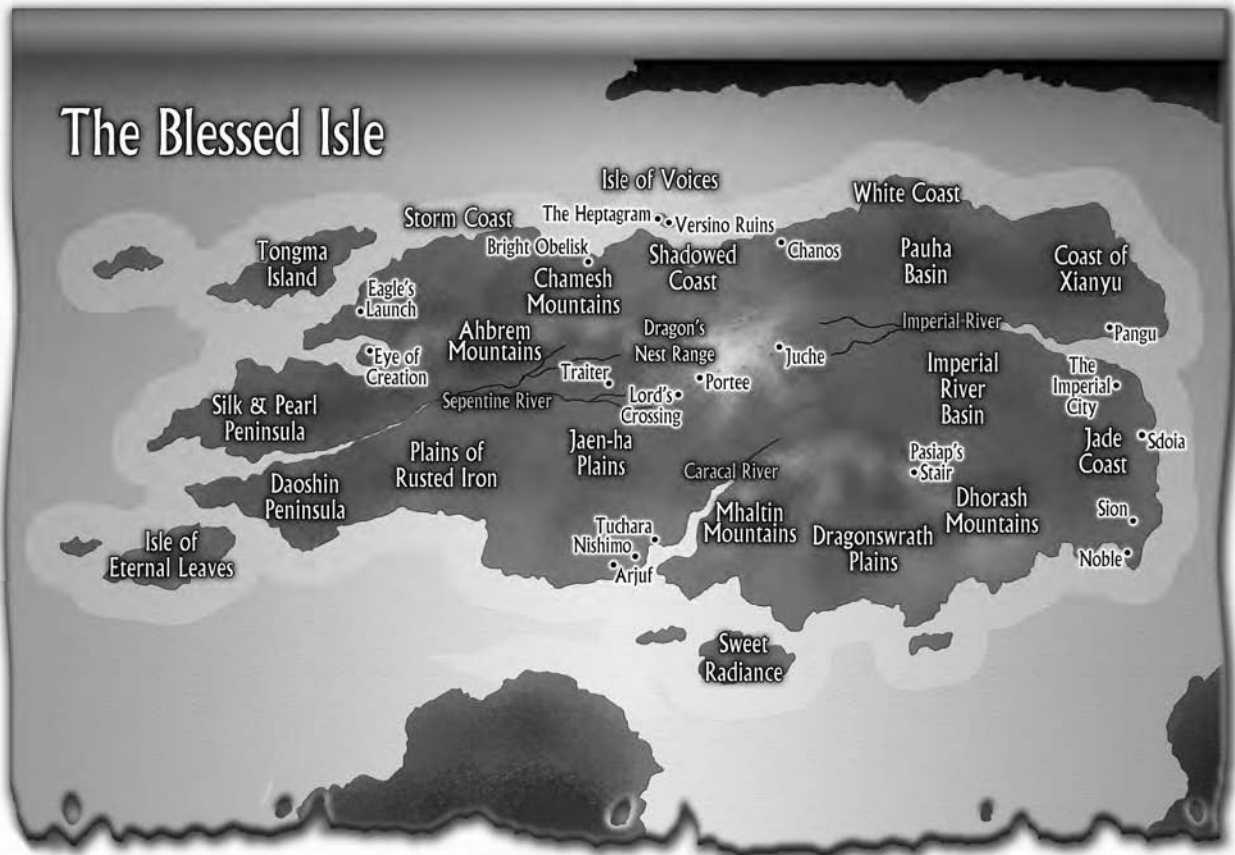 The Blessed Isle
Isle of Voices
White Coast
Storm Coast
The Heptagram
Versino Ruins
Bright Obelisk
Chanos
Tongma
Island
Shadowed
Coast
Pauha
Basin
Coast of
Xianyu
Chamesh
Mountains
Eagle's
Launch
Ahbrem
Mountains
Dragon's
Nest Range
Imperial River
Pangu
Eye of
Creation
Juche
Traiter
Portee
Imperial
River
Basin
The
Imperial
City
Silk & Pearl
Peninsula
Sepentine River
Lord's
Crossing
Jaen-ha
Plains
Plains of
Rusted Iron
Caracal River
Pasiap's
Stair
Jade
Coast
Sdoia
Daoshin
Peninsula
Mhaltin
Mountains
Dhorash
Mountains
Sion
Isle of
Eternal Leaves
Tuchara
Nishimo
Arjuf
Dragonswrath
Plains
Noble
Sweet
Radiance